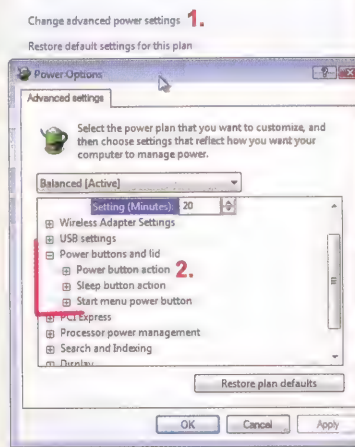 Change advanced power settings 1.
Restore default settings for this plan
Power Options
Advanced settings
Select the power plan that you want to customize, and
then choose settings that reflect how you want your
computer to manage power.
Balanced [Active]
Setting (Minutes): 20
Wireless Adapter Settings
USB settings
Power buttons and lid
Power button action 2.
Sleep button action
Start menu power button
PCI Express
Processor power management
Search and Indexing
Display
Restore plan defaults
OK Cancel Apply